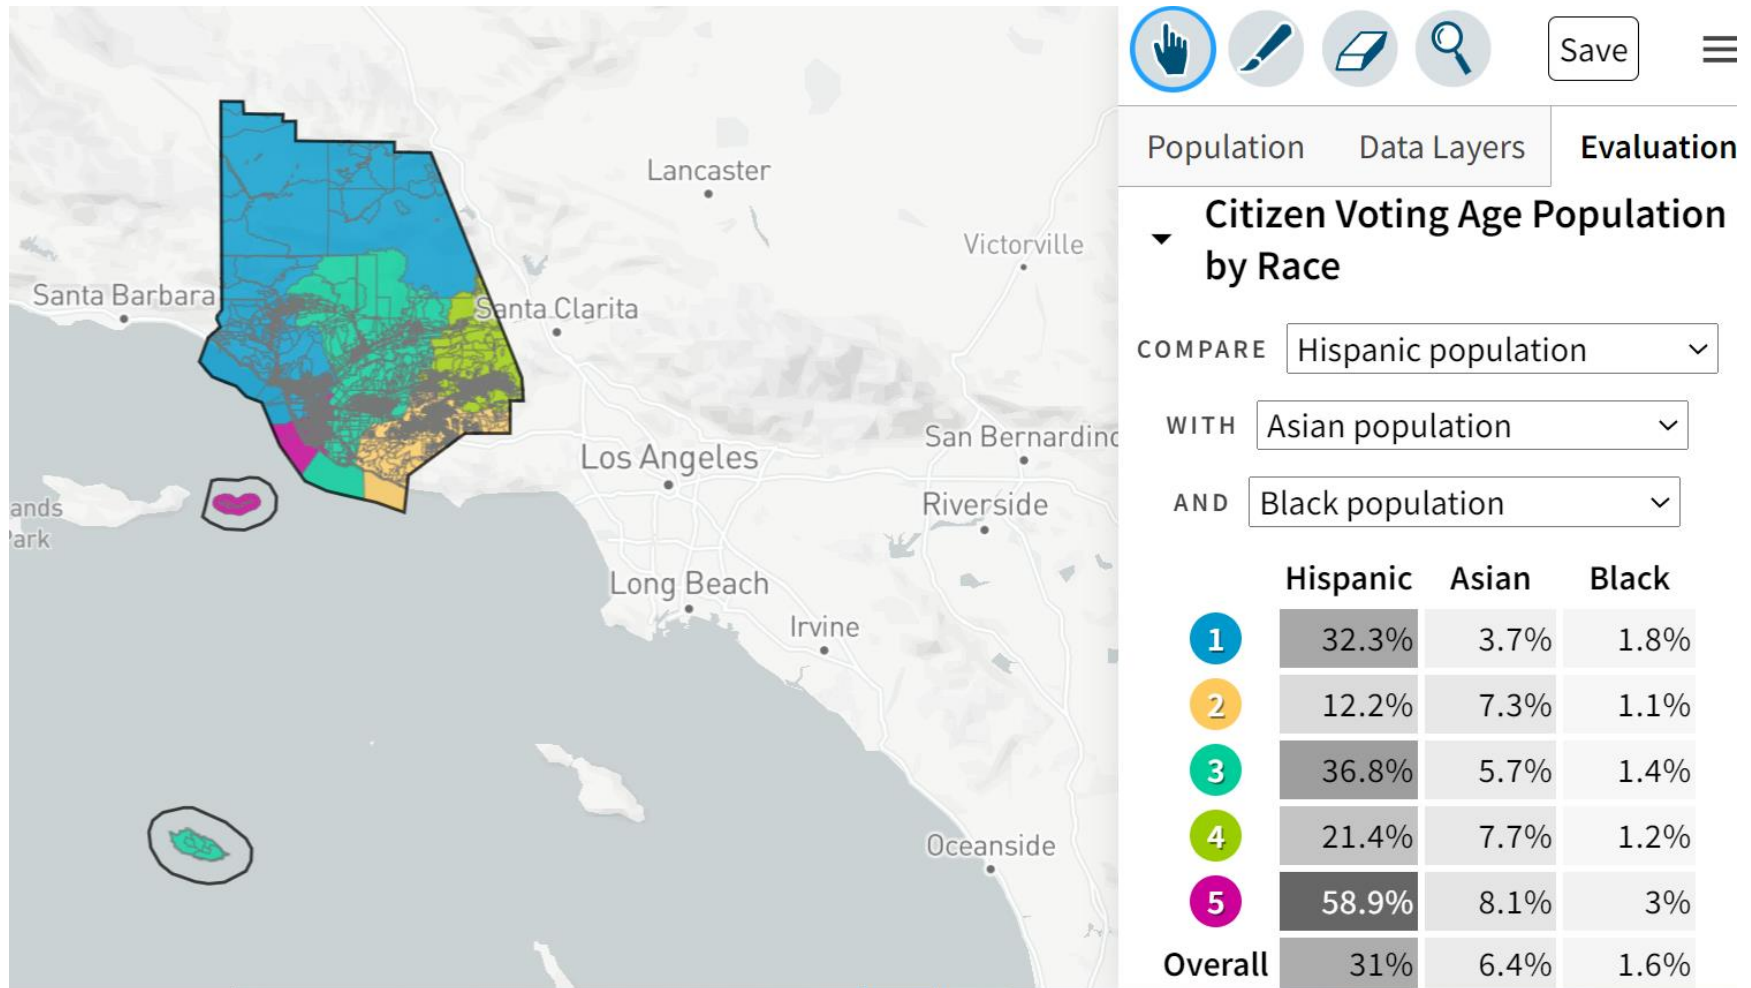 Save
Population Data Layers Evaluation
Citizen Voting Age Population
by Race
COMPARE Hispanic population
WITH Asian population
AND Black population
Hispanic Asian Black
1 32.3% 3.7% 1.8%
2 12.2% 7.3% 1.1%
3 36.8% 5.7% 1.4%
4 21.4% 7.7% 1.2%
5 58.9% 8.1% 3%
Overall 31% 6.4% 1.6%
Lancaster
Victorville
Santa Barbara
Santa Clarita
San Bernardino
Los Angeles
Riverside
ands
ark
Long Beach
Irvine
Oceanside